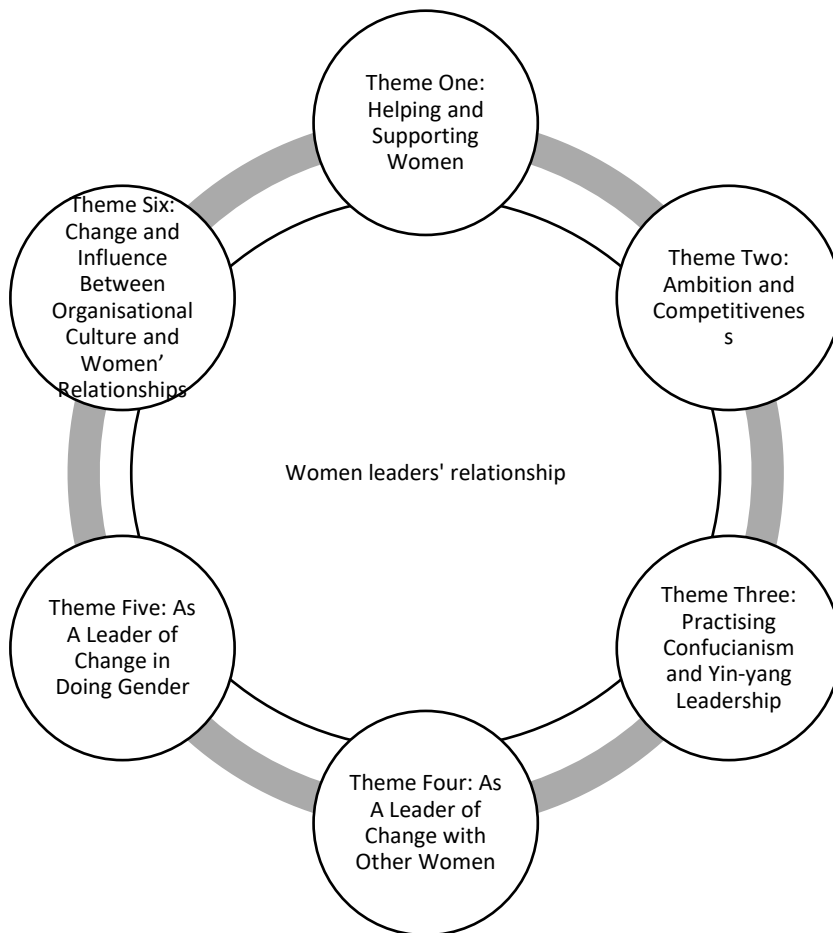 Theme One:
Helping and
Supporting
Women
Theme Two:
Ambition and
Competitivenes
s
Theme Three:
Practising
Confucianism
and Yin-yang
Leadership
Theme Four: As
A Leader of
Change with
Other Women
Theme Five: As
A Leader of
Change in
Doing Gender
Theme Six:
Change and
Influence
Between
Organisational
Culture and
Women’
Relationships
Women leaders' relationship